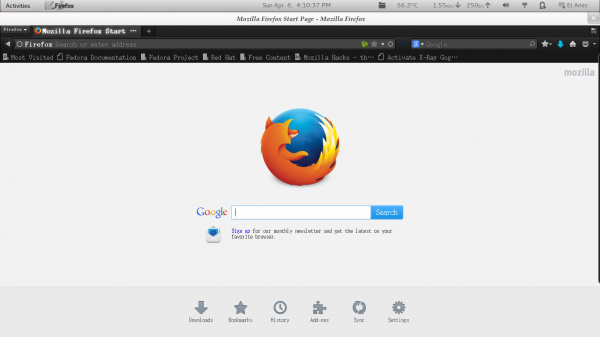 Activities Firefox Sun Apr 6, 4:10:37 PM 56.2°C 1.55 250 El Aries
Mozilla Firefox Start Page - Mozilla Firefox
Firefox Mozilla Firefox Start ...
Firefox Search or enter address Google
Most Visited Fedora Documentation Fedora Project Red Hat Free Content Mozilla Hacks - th... Activate X-Ray Gog...
mozilla
Google Search
Sign up for our monthly newsletter and get the latest on your
favorite browser.
Downloads Bookmarks History Add-ons Sync Settings